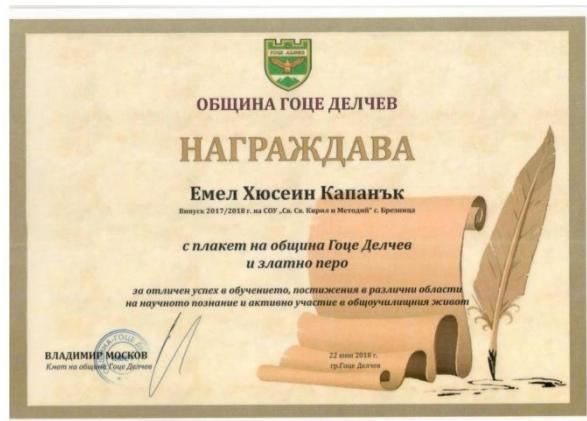 ГОЦЕ ДЕЛЧЕВ
ОБЩИНА ГОЦЕ ДЕЛЧЕВ
НАГРАЖДАВА
Емел Хюсеин Капанък
Випуск 2017/2018 г. на СОУ „Св. Св. Кирил и Методий" с. Брезница
с плакет на община Гоце Делчев
и златно перо
за отличен успех в обучението, постижения в различни области
на научното познание и активно участие в общоучилищния живот
ВЛАДИМИР МОСКОВ
Кмет на община Гоце Делчев
22 юни 2018 г.
гр.Гоце Делчев